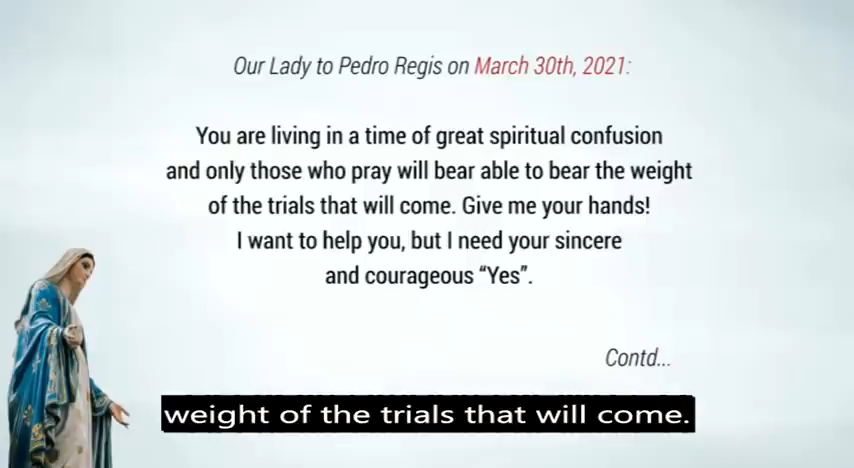 Our Lady to Pedro Regis on March 30th, 2021:
You are living in a time of great spiritual confusion
and only those who pray will bear able to bear the weight
of the trials that will come. Give me your hands!
I want to help you, but I need your sincere
and courageous “Yes”.
Contd...
weight of the trials that will come.